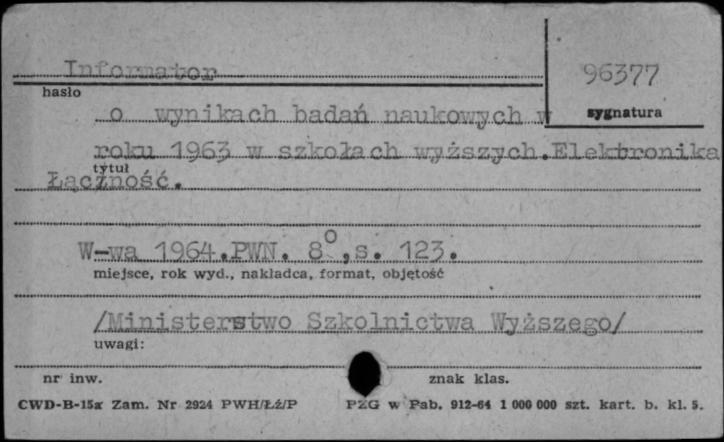 Informator
96377
hasło
o wynikach badań naukowych w
sygnatura
roku 1963 w szkołach wyższych.Elektronika
tytuł
Łączność.
W-wa 1964.PWN. 8⁰,s. 123.
miejsce, rok wyd., nakładca, format, objętość
/Ministerstwo Szkolnictwa Wyższego/
uwagi:
nr inw.
znak klas.
CWD-B-15a Zam. Nr 2924 PWH/Łź/P
PZG w Pab. 912-64 1 000 000 szt. kart. b. kl. 5.